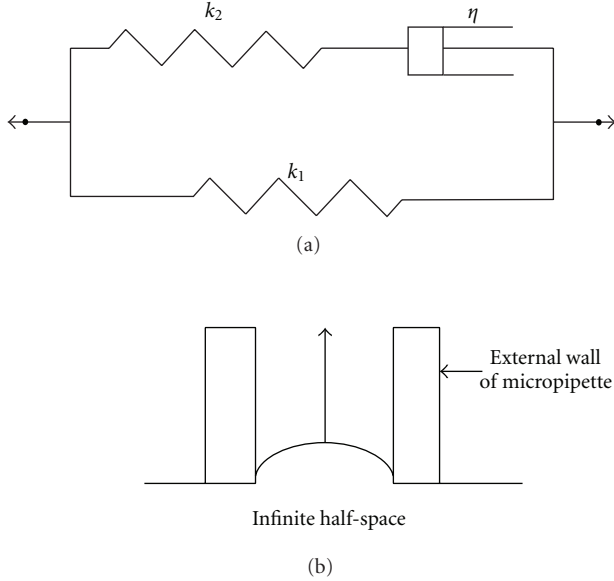 k₂
η
k₁
(a)
External wall
of micropipette
Infinite half-space
(b)